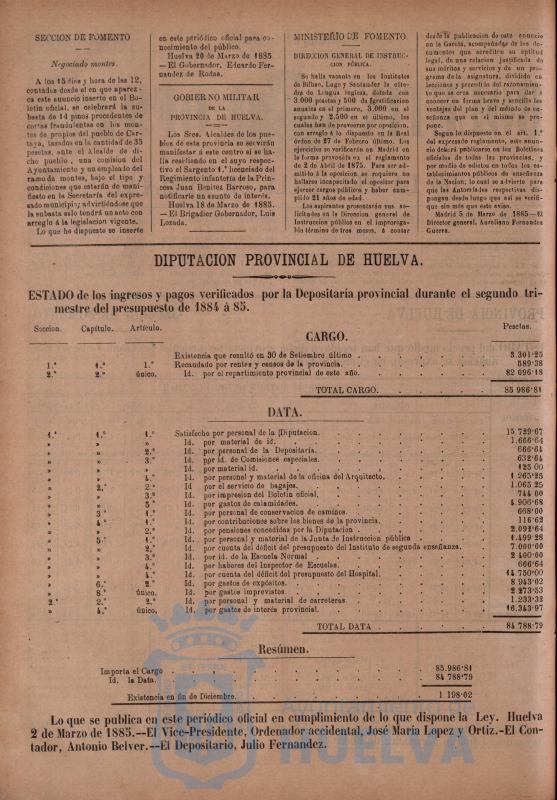 SECCION DE FOMENTO
Negociado montes.
A los 15 dias y hora de las 12,
contados desde el en que aparez-
ca este anuncio inserto en el Bo-
letin oficial, se celebrará la su-
basta de 14 pinos procedentes de
cortas fraudulentas en los mon-
tes de propios del pueblo de Car-
taya, tasados en la cantidad de 35
pesetas, ante el Alcalde de di-
cho pueblo, una comision del
Ayuntamiento y un empleado del
ramo de montes, bajo el tipo y
condiciones que estarán de mani-
fiesto en la Secretaría del expre-
sado municipio; advirtiéndose que
la subasta solo tendrá un acto con
arreglo á la legislacion vigente.
Lo que he dispuesto se inserte
en este periódico oficial para co-
nocimiento del público.
Huelva 20 de Marzo de 1885
—El Gobernador, Eduardo Fer-
nandez de Rodas.
GOBIERNO MILITAR
DE LA
PROVINCIA DE HUELVA.
Los Sres. Alcaldes de los pue-
blos de esta provincia se servirán
manifestar á este centro si se ha-
lla residiendo en el suyo respec-
tivo el Sargento 1.° licenciado del
Regimiento infanteria de la Prin-
cesa Juan Benitez Barroso, para
notificarle un asunto de interés.
Huelva 18 de Marzo de 1885.
—El Brigadier Gobernador, Luis
Lozada.
MINISTERIO DE FOMENTO
DIRECCION GENERAL DE INSTRUC-
CION PÚBLICA.
Se halla vacante en los Institutos
de Bilbao, Lugo y Santander la cáte-
dra de Lengua inglesa, dotada con
3.000 pesetas y 500 de gratificacion
anuales en el primero, 3.000 en el
segundo y 2.500 en el último, las
cuales han de proveerse por oposicion,
con arreglo á lo dispuesto en la Real
órden de 27 de Febrero último. Los
ejercicios se verificarán en Madrid en
la forma prevenida en el reglamento
de 2 de Abril de 1875. Para ser ad-
mitido á la oposicion se requiere no
hallarse incapacitado el opositor para
ejercer cargos públicos y haber cum-
plido 21 años de edad.
Los aspirantes presentarán sus so-
licitudes en la Direccion general de
Instruccion pública en el improroga-
ble término de tres meses, á contar
desde la publicacion de este anuncio
en la Gaceta, acompañadas de los do-
cumentos que acrediten su aptitud
legal, de una relacion justificada de
sus méritos y servicios y de un pro-
grama de la asignatura, dividido en
lecciones y precedido del razonamien-
to que se crea necesario para dar á
conocer en forma breve y sencilla las
ventajas del plan y del método de en-
señanza que en el mismo se pro-
pone.
Segun lo dispuesto en el art. 1.°
del expresado reglamento, este anun-
cio deberá publicarse en los Boletines
oficiales de todas las provincias, y
por medio de edictos en todos los es-
tablecimientos públicos de enseñanza
de la Nacion; lo cual se advierte para
que las Autoridades respectivas dis-
pongan desde luego que así se verifi-
que sin más que este aviso.
Madrid 5 de Marzo de 1885—El
Director general, Aureliano Fernandez
Guerra.
DIPUTACION PROVINCIAL DE HUELVA.
ESTADO de los ingresos y pagos verificados por la Depositaría provincial durante el segundo tri-
mestre del presupuesto de 1884 á 85.
Seccion. Capítulo. Artículo. Pesetas.
CARGO.
Existencia que resultó en 30 de Setiembre último . 3.301·25
1.ª 1.° 1.° Recaudado por rentas y censos de la provincia. 589·38
2.ª 2.° único. Id. por el repartimiento provincial de este año. 82 096·18
TOTAL CARGO. 85 986·81
DATA.
1.ª 1.° 1.° Satisfecho por personal de la Diputacion. 15 729·67
» » » Id. por material de id. 1.666·64
» » 2.° Id. por personal de la Depositaría. 666·64
» » 3.° Id. por id. de Comisiones especiales. 632·64
» » » Id. por material id. 125 00
» » 4.° Id. por personal y material de la oficina del Arquitecto. 1 265·25
» 2.° 2.° Id. por el servicio de bagajes. 1.065 25
» » 3.° Id. por impresion del Boletin oficial. 744 00
» » 5.° Id. por gastos de calamidades. 4.906·68
» 3.° 1.° Id. por personal de conservacion de caminos. 668·00
» 4.° 1.° Id. por contribuciones sobre los bienes de la provincia. 116·62
» » 2.° Id. por pensiones concedidas por la Diputacion. 2.092·64
» 5.° 1.° Id. por personal y material de la Junta de Instruccion pública 1.499·28
» » 2.° Id. por cuenta del déficit del presupuesto del Instituto de segunda enseñanza. 7.000·00
» » 3.° Id. por id. de la Escuela Normal 2 400·00
» » 4.° Id. por haberes del Inspector de Escuelas. 666·64
» » 4.° Id. por cuenta del déficit del presupuesto del Hospital. 14 750·00
» 6.° 2.° Id. por gastos de expósitos. 8.943·02
» 8.° único. Id. por gastos imprevistos. 2 273·53
2.ª 2.° 2.° Id. por personal y material de carreteras 1.233·32
» 4.° único. Id. por gastos de interés provincial. 16.343·97
TOTAL DATA 84.788·79
Resúmen.
Importa el Cargo 85.986·81
Id. la Data. 84 788·79
Existencia en fin de Diciembre. 1 198·02
Lo que se publica en este periódico oficial en cumplimiento de lo que dispone la Ley. Huelva
2 de Marzo de 1885.--El Vice-Presidente, Ordenador accidental, José María Lopez y Ortiz.-El Con-
tador, Antonio Belver.--El Depositario, Julio Fernandez.
Ayuntamiento de
HUELVA